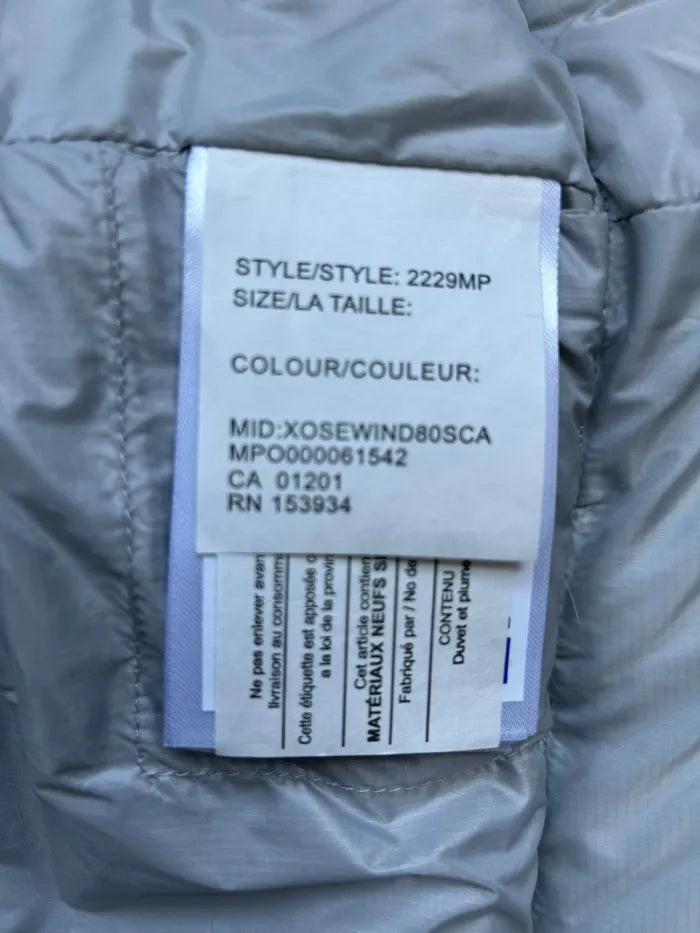 STYLE/STYLE: 2229MP
SIZE/LA TAILLE:
COLOUR/COULEUR:
MID:XOSEWIND80SCA
MPO000061542
CA 01201
RN 153934
Ne pas enlever avan
livraison au consomm
Cette étiquette est apposée
a la loi de la provin
Cet article contien
MATÉRIAUX NEUFS
Fabriqué par / No de
CONTENU
Duvet et plume